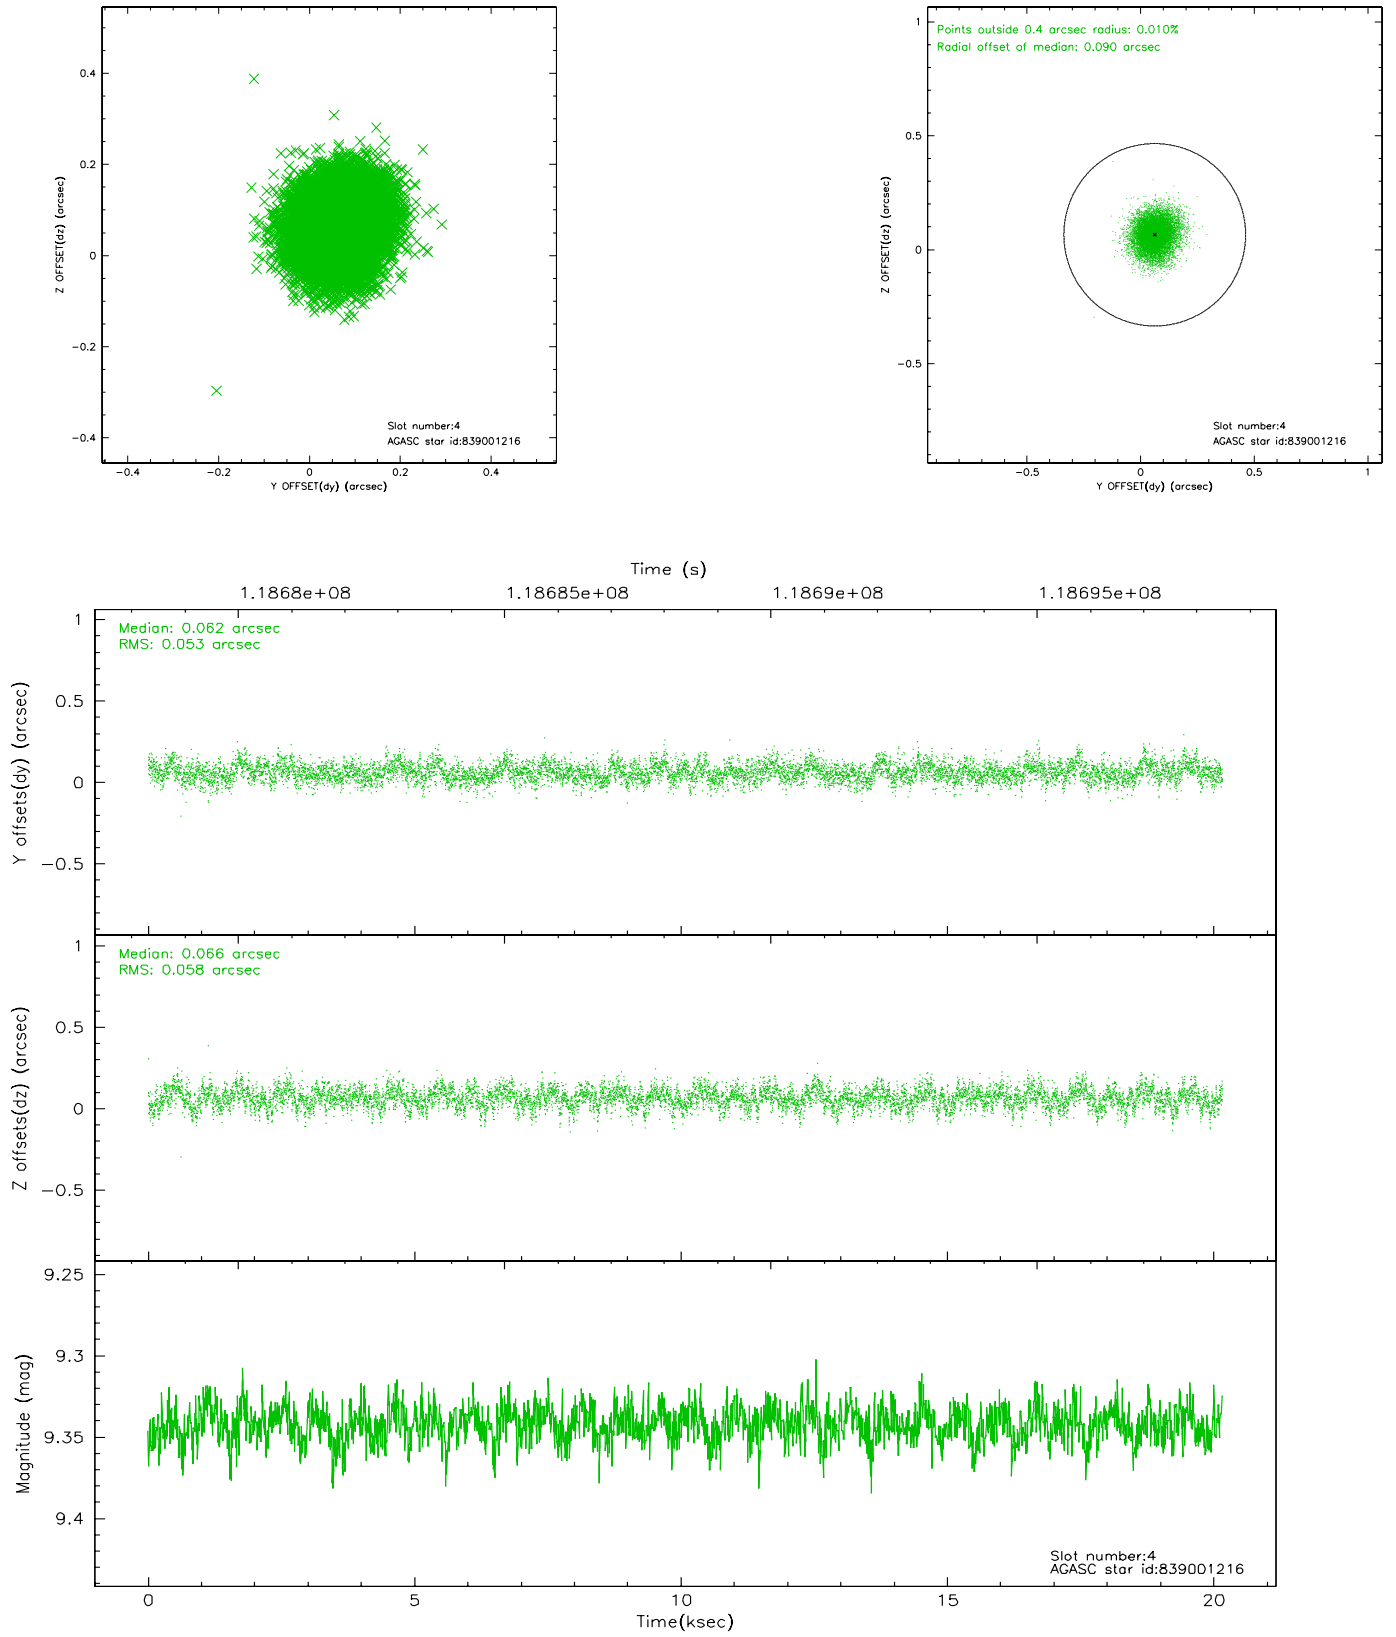 0.4
0.2
0
−0.2
−0.4
Z OFFSET(dz) (arcsec)
Slot number:4
AGASC star id:839001216
−0.4 −0.2 0 0.2 0.4
Y OFFSET(dy) (arcsec)
Points outside 0.4 arcsec radius: 0.010%
Radial offset of median: 0.090 arcsec
1
0.5
0
−0.5
Z OFFSET(dz) (arcsec)
Slot number:4
AGASC star id:839001216
−0.5 0 0.5 1
Y OFFSET(dy) (arcsec)
Time (s)
1.1868e+08 1.18685e+08 1.1869e+08 1.18695e+08
Median: 0.062 arcsec
RMS: 0.053 arcsec
1
0.5
0
−0.5
Y offsets(dy) (arcsec)
Median: 0.066 arcsec
RMS: 0.058 arcsec
1
0.5
0
−0.5
Z offsets(dz) (arcsec)
9.25
9.3
9.35
9.4
Magnitude (mag)
Slot number:4
AGASC star id:839001216
0 5 10 15 20
Time(ksec)